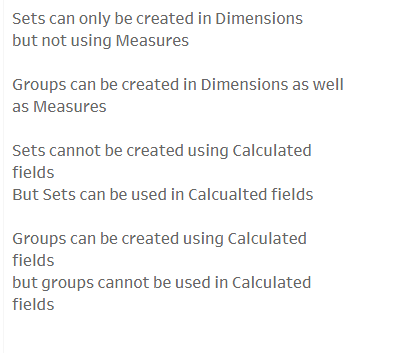 Sets can only be created in Dimensions
but not using Measures
Groups can be created in Dimensions as well
as Measures
Sets cannot be created using Calculated
fields
But Sets can be used in Calcualted fields
Groups can be created using Calculated
fields
but groups cannot be used in Calculated
fields